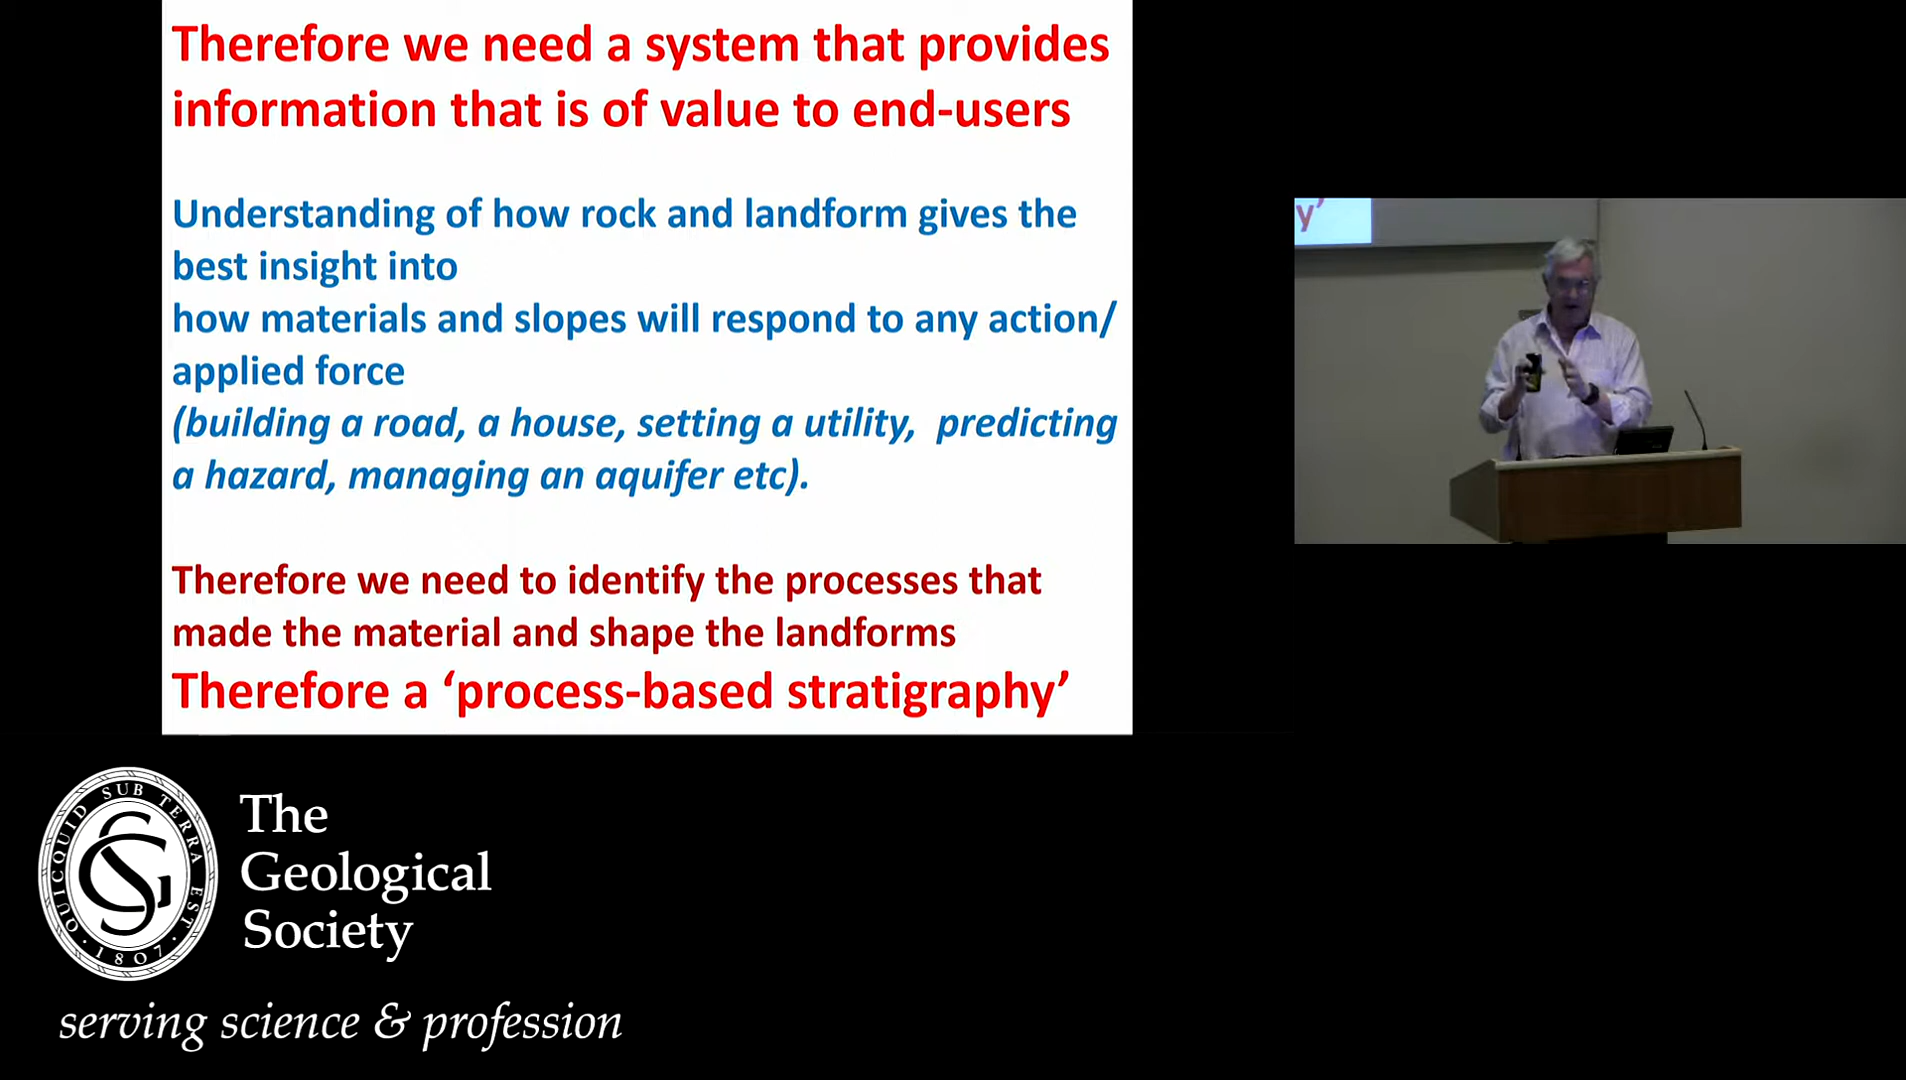 Therefore we need a system that provides
information that is of value to end-users
Understanding of how rock and landform gives the
best insight into
how materials and slopes will respond to any action/
applied force
(building a road, a house, setting a utility,  predicting
a hazard, managing an aquifer etc).
Therefore we need to identify the processes that
made the material and shape the landforms
Therefore a ‘process-based stratigraphy’
y’
QUICQUID SUB TERRA EST
1807
The
Geological
Society
serving science & profession